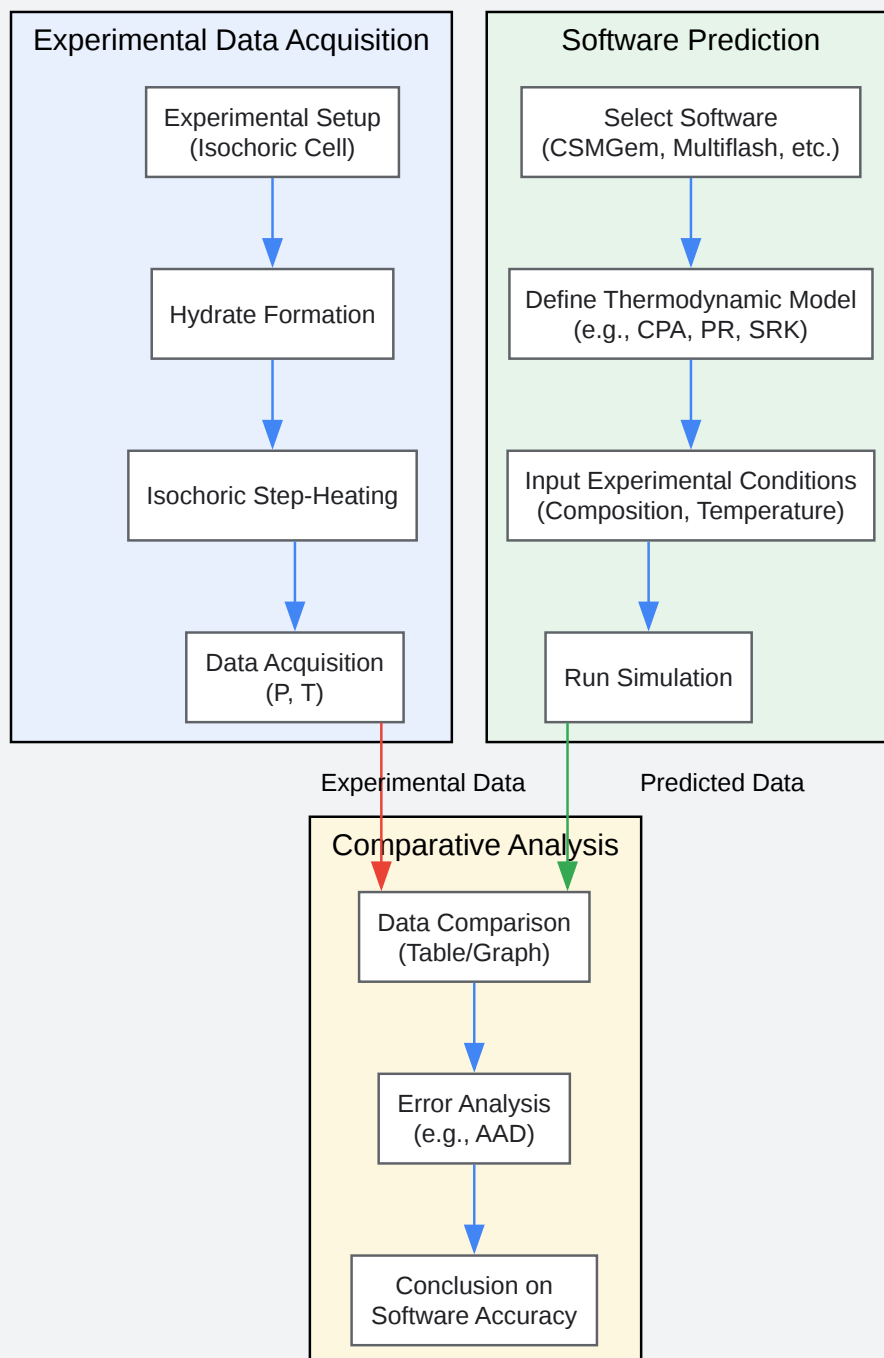 Experimental Data Acquisition
Experimental Setup
(Isochoric Cell)
Hydrate Formation
Isochoric Step-Heating
Data Acquisition
(P, T)
Software Prediction
Select Software
(CSMGem, Multiflash, etc.)
Define Thermodynamic Model
(e.g., CPA, PR, SRK)
Input Experimental Conditions
(Composition, Temperature)
Run Simulation
Experimental Data
Predicted Data
Comparative Analysis
Data Comparison
(Table/Graph)
Error Analysis
(e.g., AAD)
Conclusion on
Software Accuracy